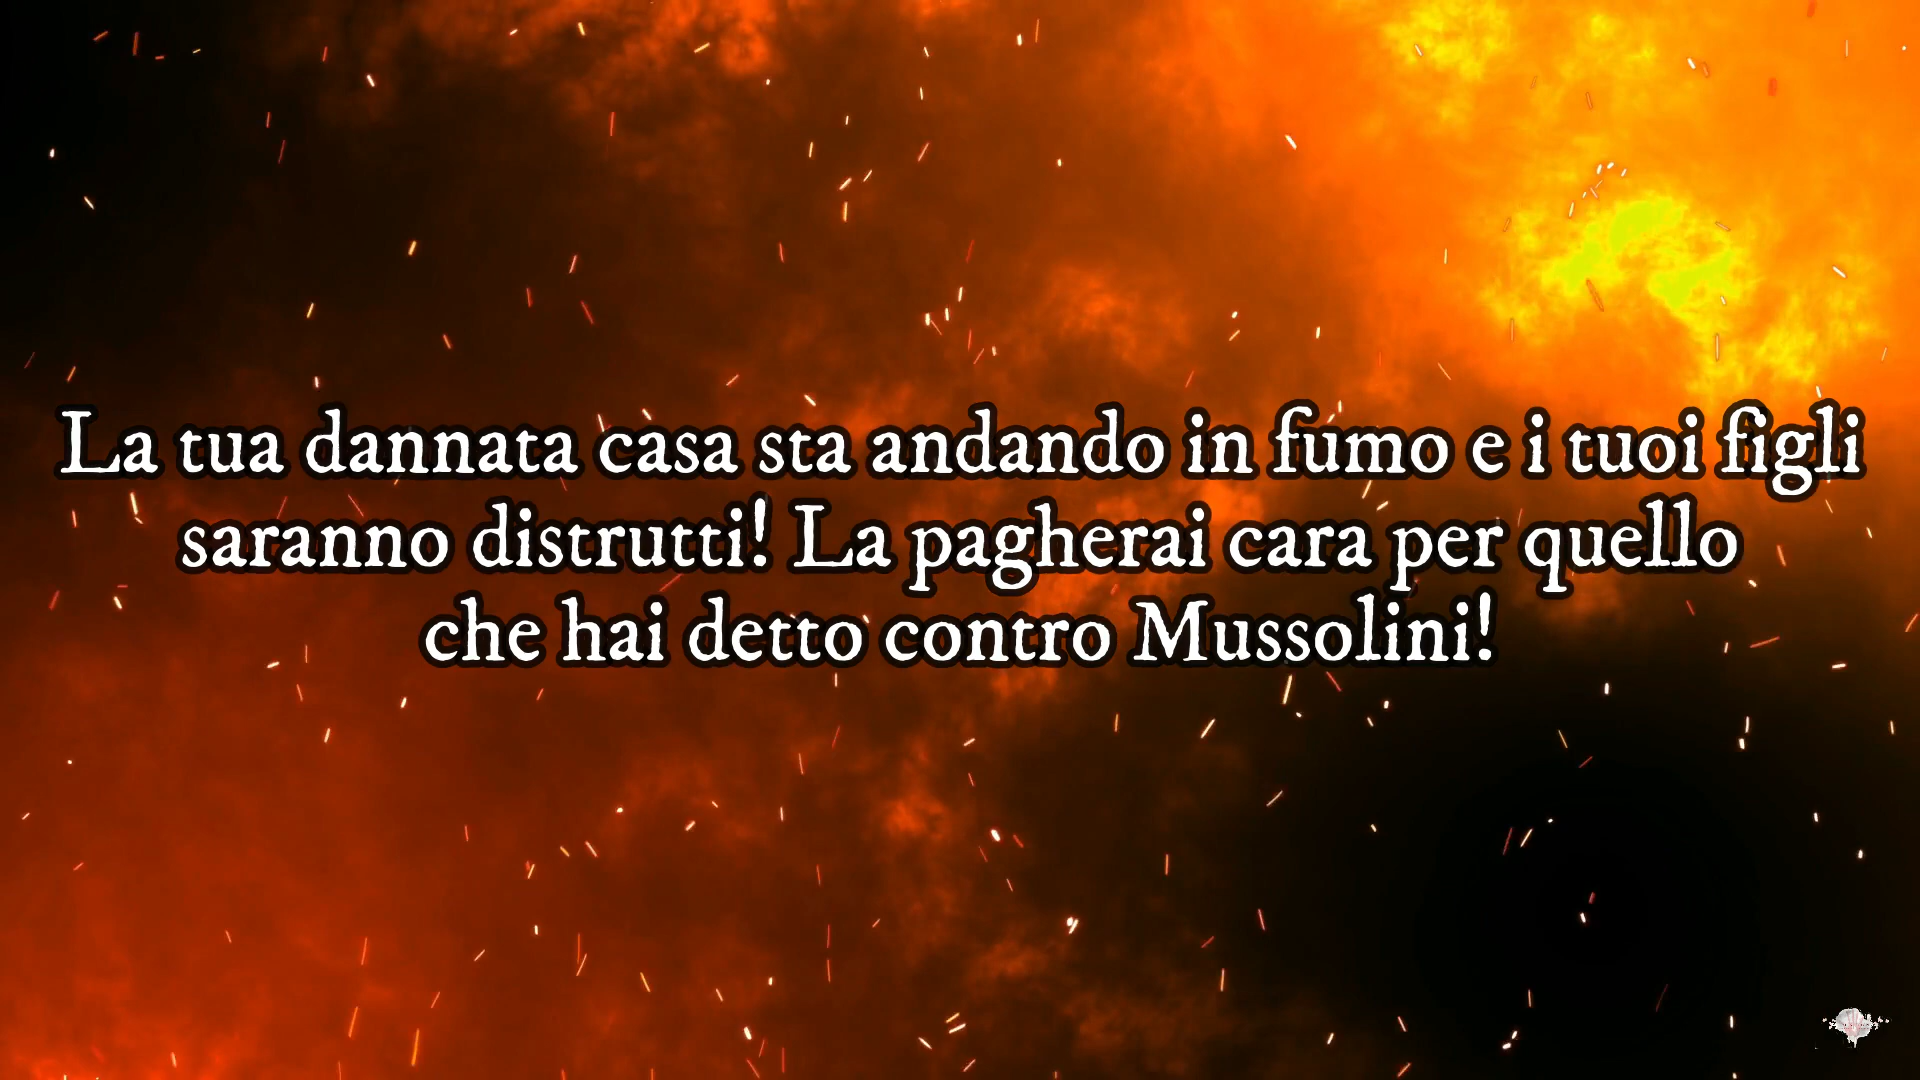 La tua dannata casa sta andando in fumo e i tuoi figli
saranno distrutti! La pagherai cara per quello
che hai detto contro Mussolini!